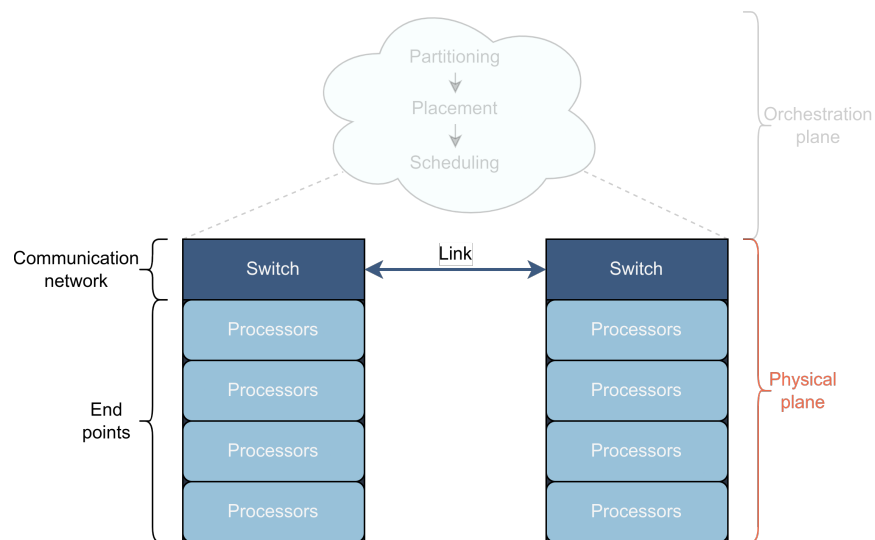 Partitioning
Placement
Scheduling
Orchestration
plane
Communication
network
Switch
Link
Switch
Processors
Processors
Processors
Processors
End
points
Processors
Processors
Processors
Processors
Physical
plane